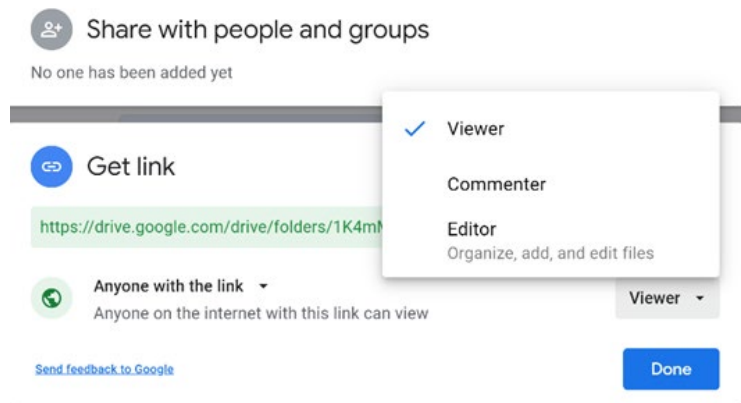 Share with people and groups
No one has been added yet
Viewer
Commenter
Editor
Organize, add, and edit files
Get link
https://drive.google.com/drive/folders/1K4m
Anyone with the link
Anyone on the internet with this link can view
Viewer
Send feedback to Google
Done